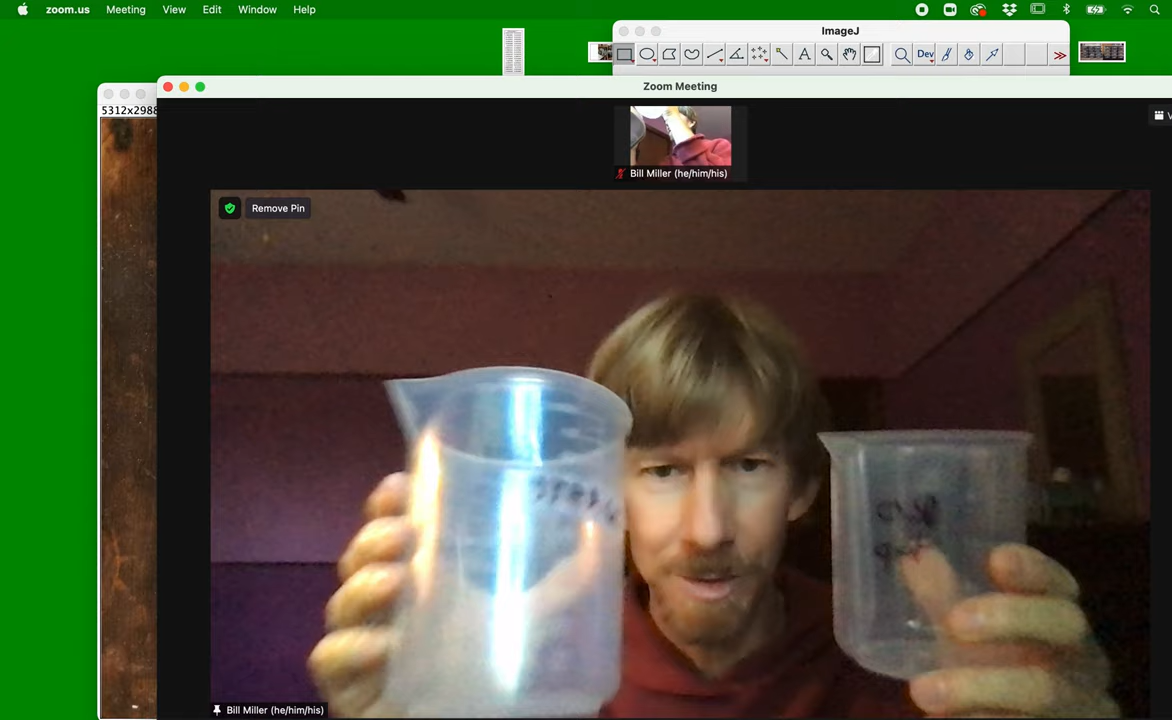 zoom.us Meeting View Edit Window Help
ImageJ
Dev
Zoom Meeting
5312x2988
Bill Miller (he/him/his)
Remove Pin
Bill Miller (he/him/his)